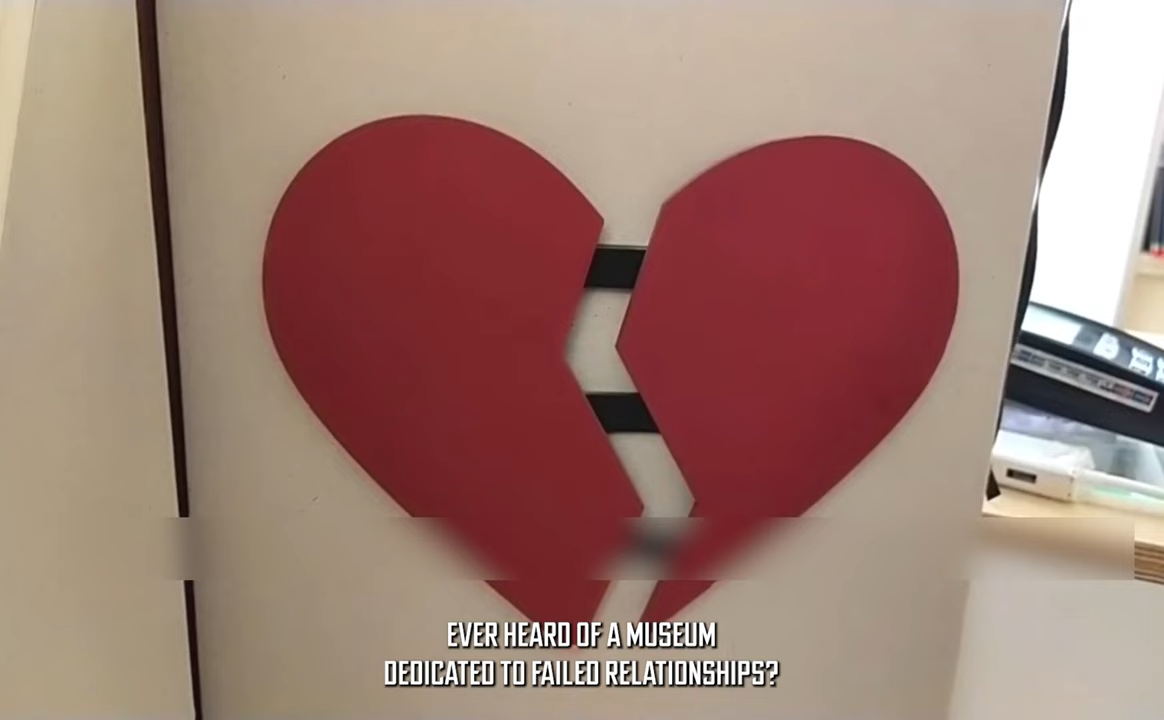 EVER HEARD OF A MUSEUM
DEDICATED TO FAILED RELATIONSHIPS?